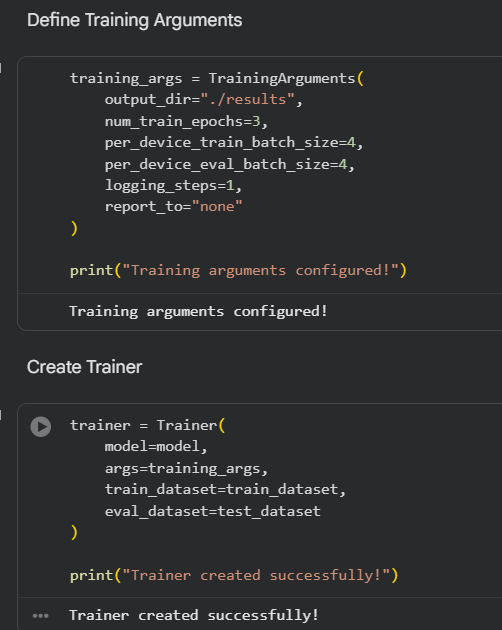 Define Training Arguments
training_args = TrainingArguments(
    output_dir="./results",
    num_train_epochs=3,
    per_device_train_batch_size=4,
    per_device_eval_batch_size=4,
    logging_steps=1,
    report_to="none"
)
print("Training arguments configured!")
Training arguments configured!
Create Trainer
trainer = Trainer(
    model=model,
    args=training_args,
    train_dataset=train_dataset,
    eval_dataset=test_dataset
)
print("Trainer created successfully!")
Trainer created successfully!